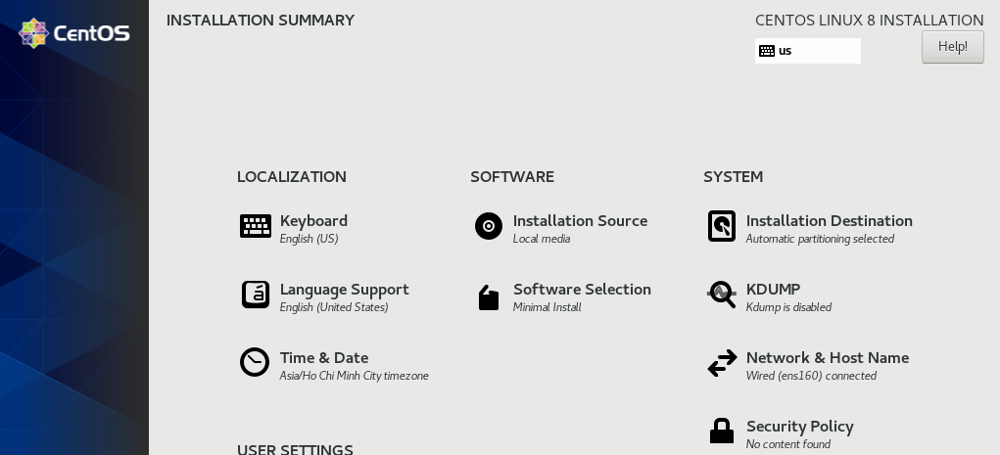 CentOS
INSTALLATION SUMMARY
CENTOS LINUX 8 INSTALLATION
us
Help!
LOCALIZATION
Keyboard
English (US)
Language Support
English (United States)
Time & Date
Asia/Ho Chi Minh City timezone
SOFTWARE
Installation Source
Local media
Software Selection
Minimal Install
SYSTEM
Installation Destination
Automatic partitioning selected
KDUMP
Kdump is disabled
Network & Host Name
Wired (ens160) connected
Security Policy
No content found
USER SETTINGS